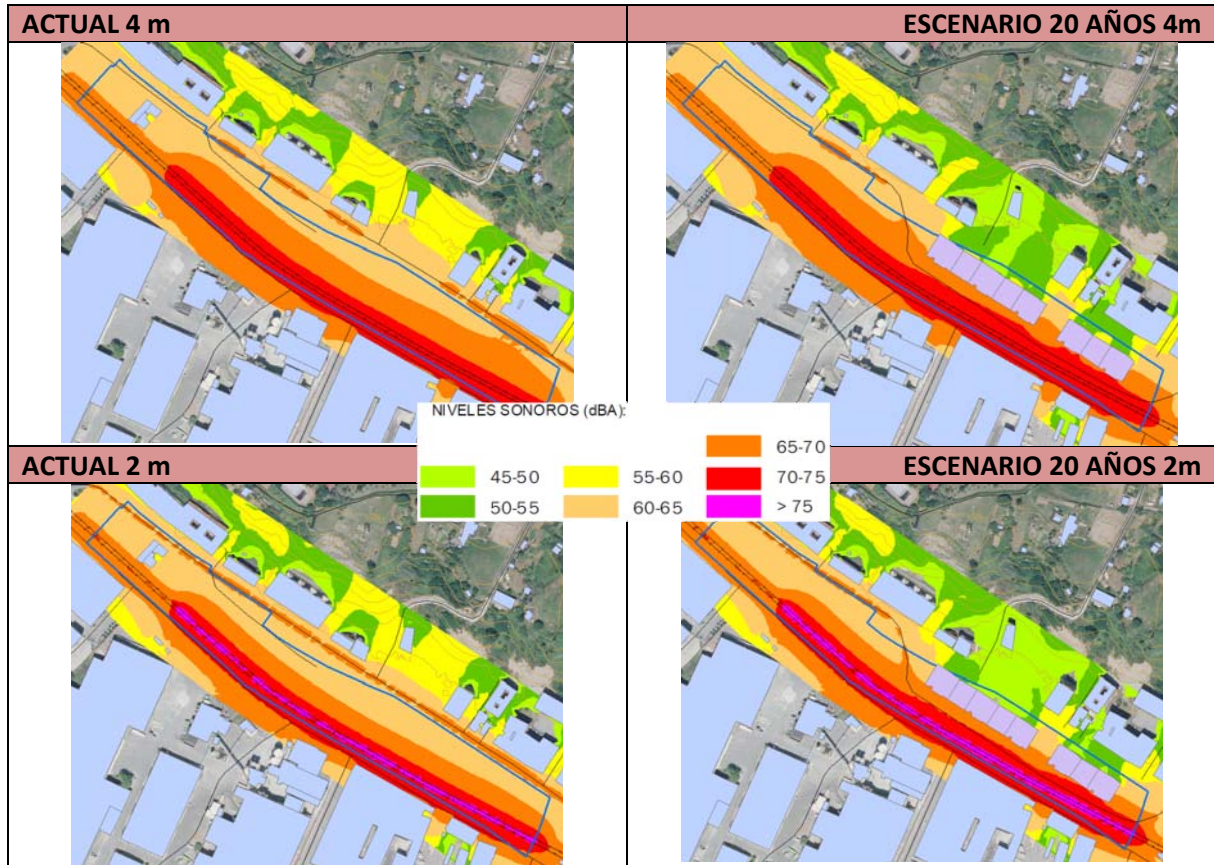 ACTUAL 4 m
ESCENARIO 20 AÑOS 4m
NIVELES SONOROS (dBA):
65-70
45-50 55-60 70-75
50-55 60-65 > 75
ACTUAL 2 m
ESCENARIO 20 AÑOS 2m